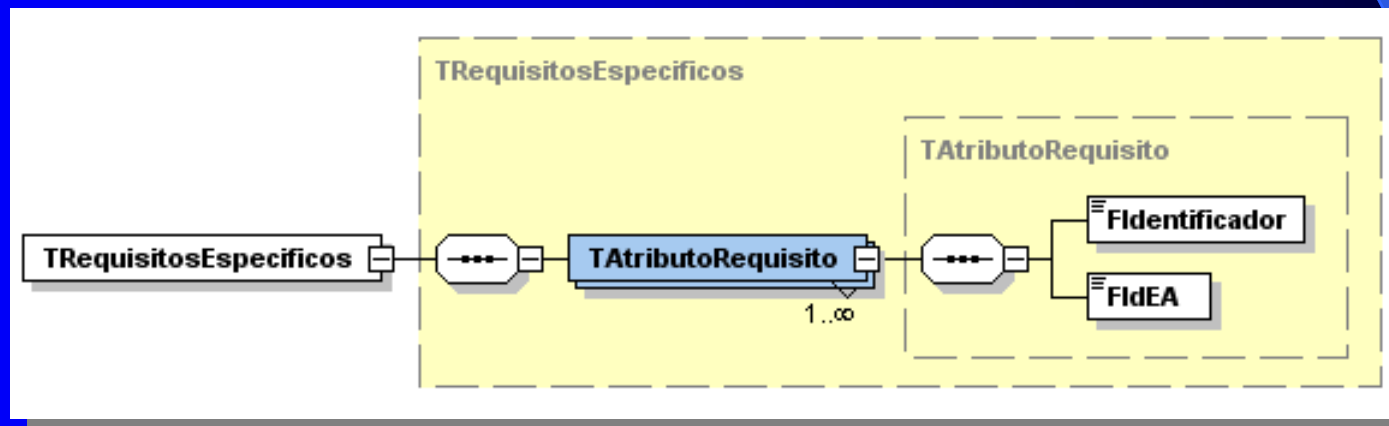 TRequisitosEspecificos
TAtributoRequisito
FIdentificador
TRequisitosEspecificos
TAtributoRequisito
FIdEA
1..∞